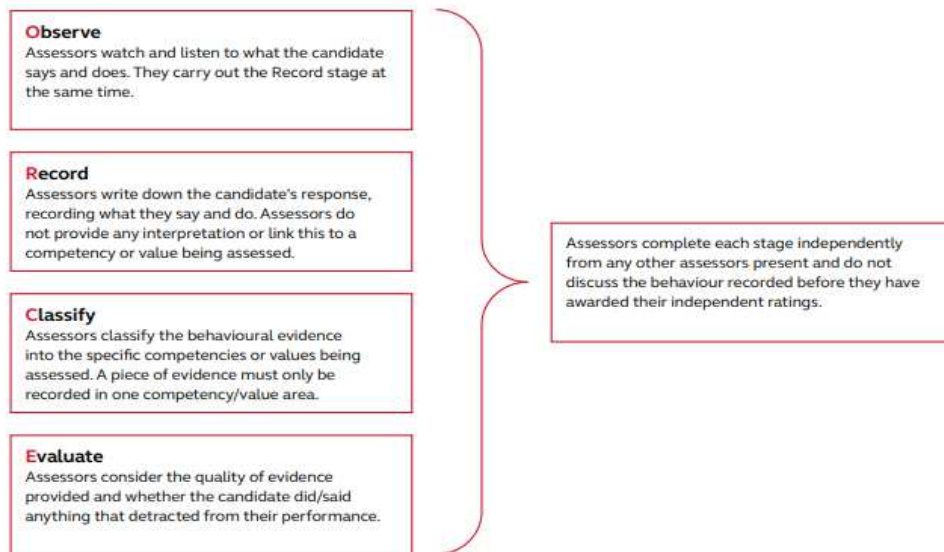 Observe
Assessors watch and listen to what the candidate
says and does. They carry out the Record stage at
the same time.
Record
Assessors write down the candidate's response,
recording what they say and do. Assessors do
not provide any interpretation or link this to a
competency or value being assessed.
Classify
Assessors classify the behavioural evidence
into the specific competencies or values being
assessed. A piece of evidence must only be
recorded in one competency/value area.
Evaluate
Assessors consider the quality of evidence
provided and whether the candidate did/said
anything that detracted from their performance.
Assessors complete each stage independently
from any other assessors present and do not
discuss the behaviour recorded before they have
awarded their independent ratings.